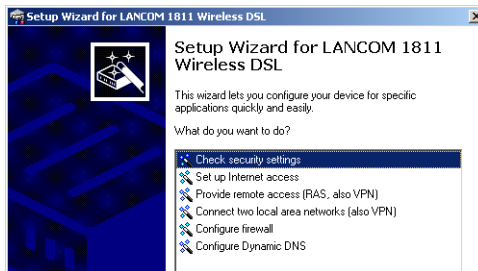 Setup Wizard for LANCOM 1811 Wireless DSL
Setup Wizard for LANCOM 1811
Wireless DSL
This wizard lets you configure your device for specific
applications quickly and easily.
What do you want to do?
Check security settings
Set up Internet access
Provide remote access (RAS, also VPN)
Connect two local area networks (also VPN)
Configure firewall
Configure Dynamic DNS